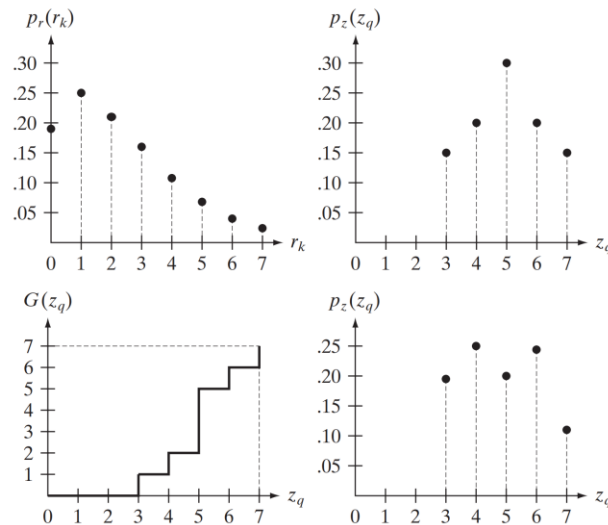 p_r(r_k)
.30
.25
.20
.15
.10
.05
0 1 2 3 4 5 6 7
r_k
p_z(z_q)
.30
.25
.20
.15
.10
.05
0 1 2 3 4 5 6 7
z_q
G(z_q)
7
6
5
4
3
2
1
0 1 2 3 4 5 6 7
z_q
p_z(z_q)
.25
.20
.15
.10
.05
0 1 2 3 4 5 6 7
z_q